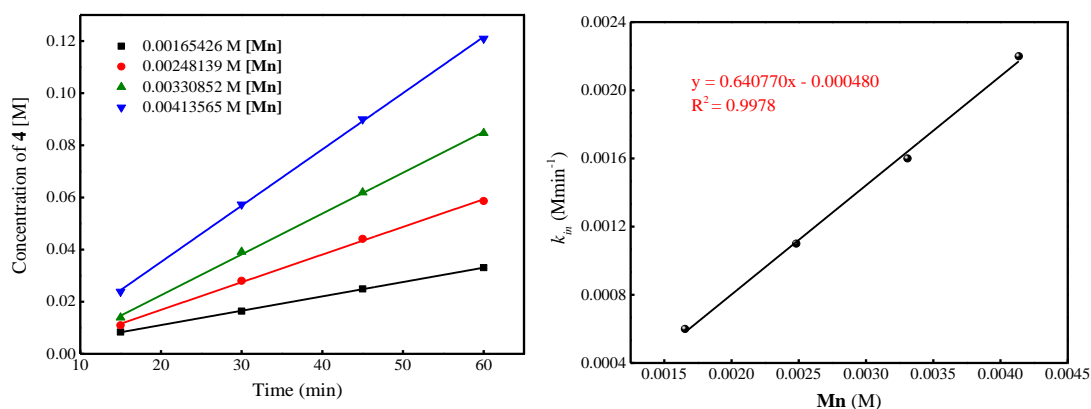 0.00165426 M [Mn]
0.00248139 M [Mn]
0.00330852 M [Mn]
0.00413565 M [Mn]
Concentration of 4 [M]
0.12
0.10
0.08
0.06
0.04
0.02
0.00
10 20 30 40 50 60
Time (min)
y = 0.640770x - 0.000480
R² = 0.9978
k_in (Mmin⁻¹)
0.0020
0.0016
0.0012
0.0008
0.0004
0.0015 0.0020 0.0025 0.0030 0.0035 0.0040 0.0045
Mn (M)